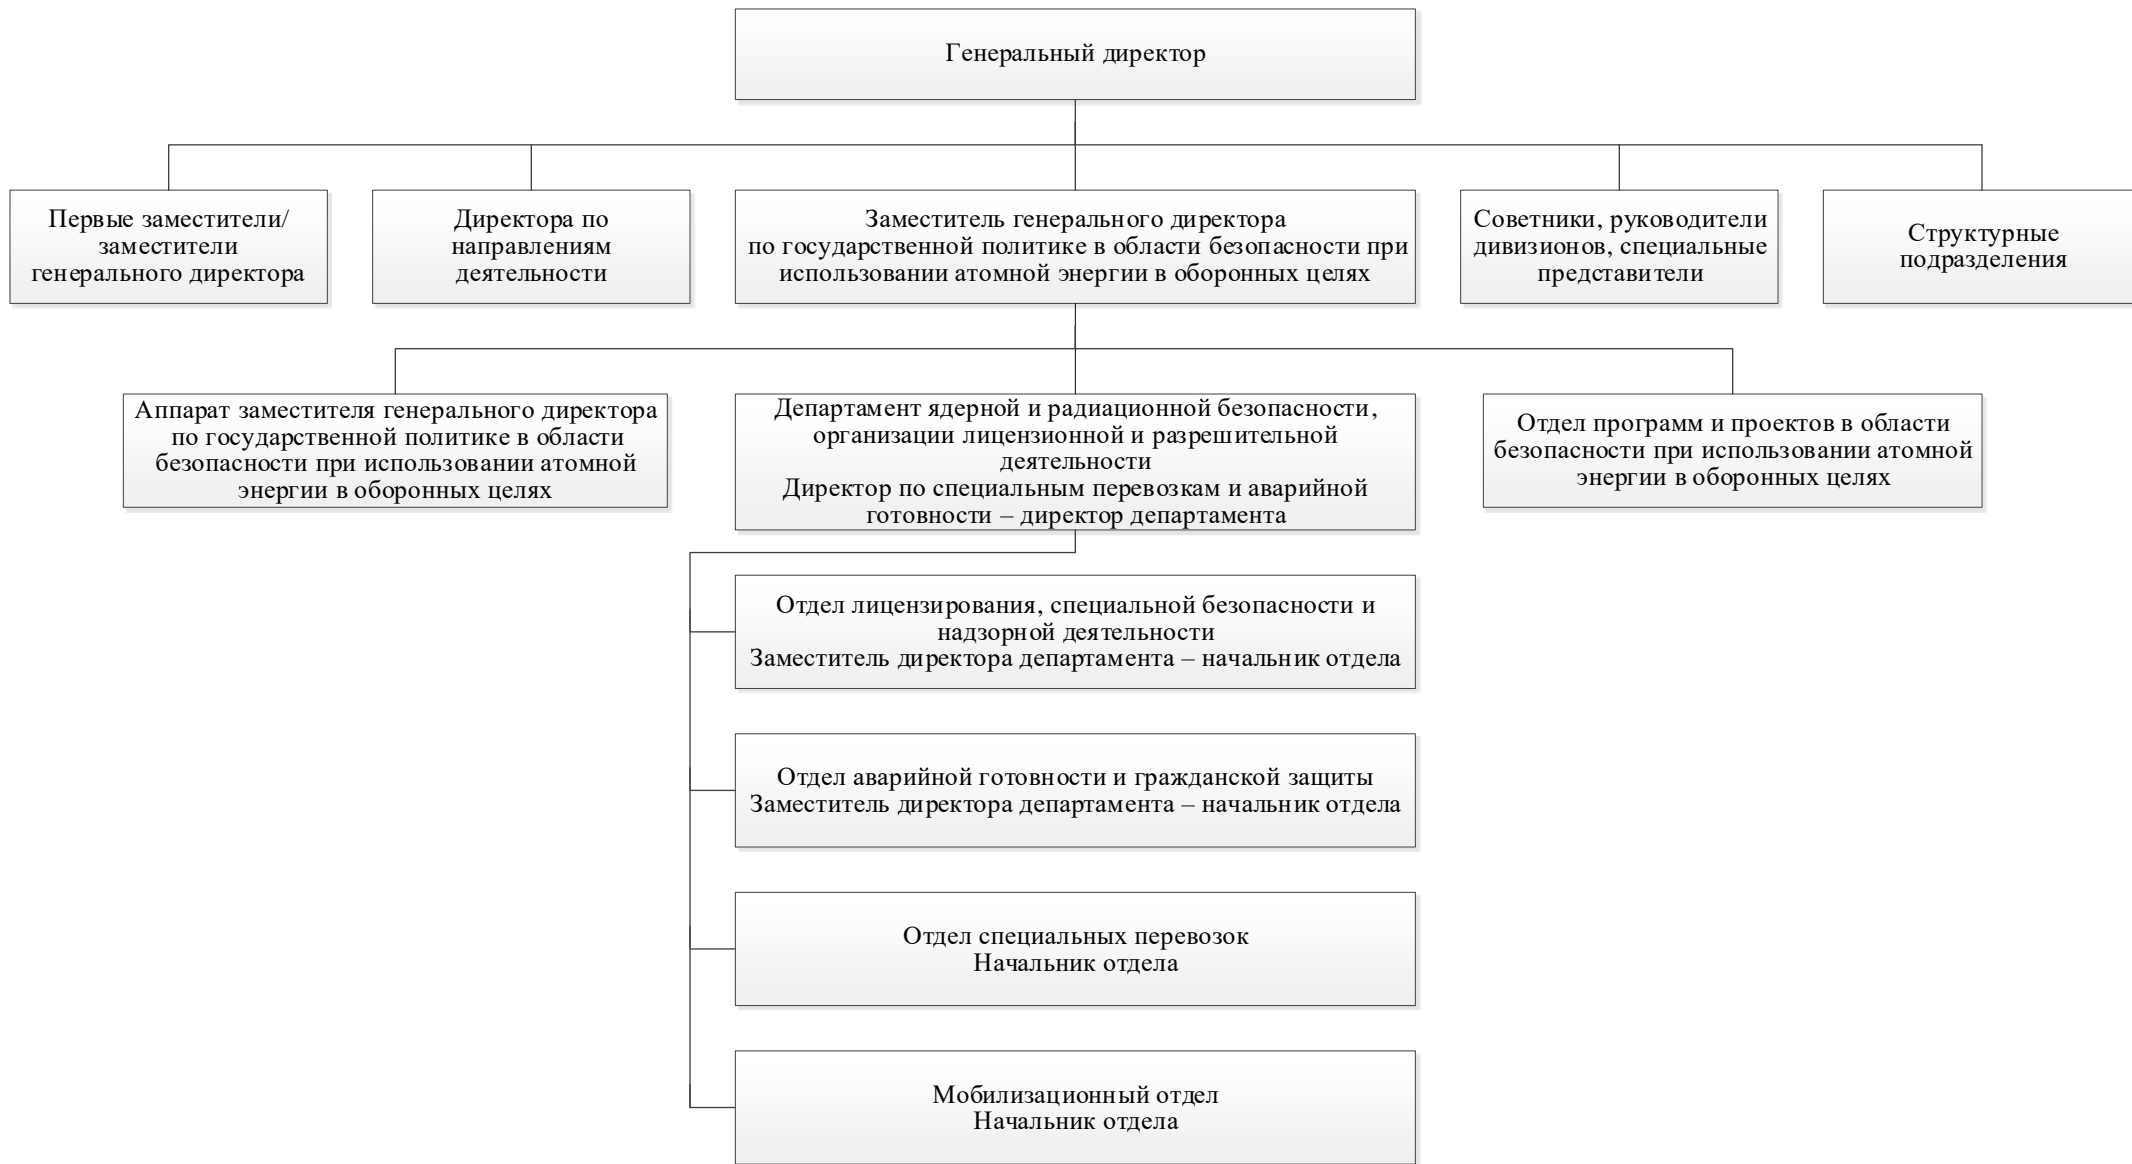 Генеральный директор
Первые заместители/
заместители
генерального директора
Директора по
направлениям
деятельности
Заместитель генерального директора
по государственной политике в области безопасности при
использовании атомной энергии в оборонных целях
Советники, руководители
дивизионов, специальные
представители
Структурные
подразделения
Аппарат заместителя генерального директора
по государственной политике в области
безопасности при использовании атомной
энергии в оборонных целях
Департамент ядерной и радиационной безопасности,
организации лицензионной и разрешительной
деятельности
Директор по специальным перевозкам и аварийной
готовности – директор департамента
Отдел программ и проектов в области
безопасности при использовании атомной
энергии в оборонных целях
Отдел лицензирования, специальной безопасности и
надзорной деятельности
Заместитель директора департамента – начальник отдела
Отдел аварийной готовности и гражданской защиты
Заместитель директора департамента – начальник отдела
Отдел специальных перевозок
Начальник отдела
Мобилизационный отдел
Начальник отдела